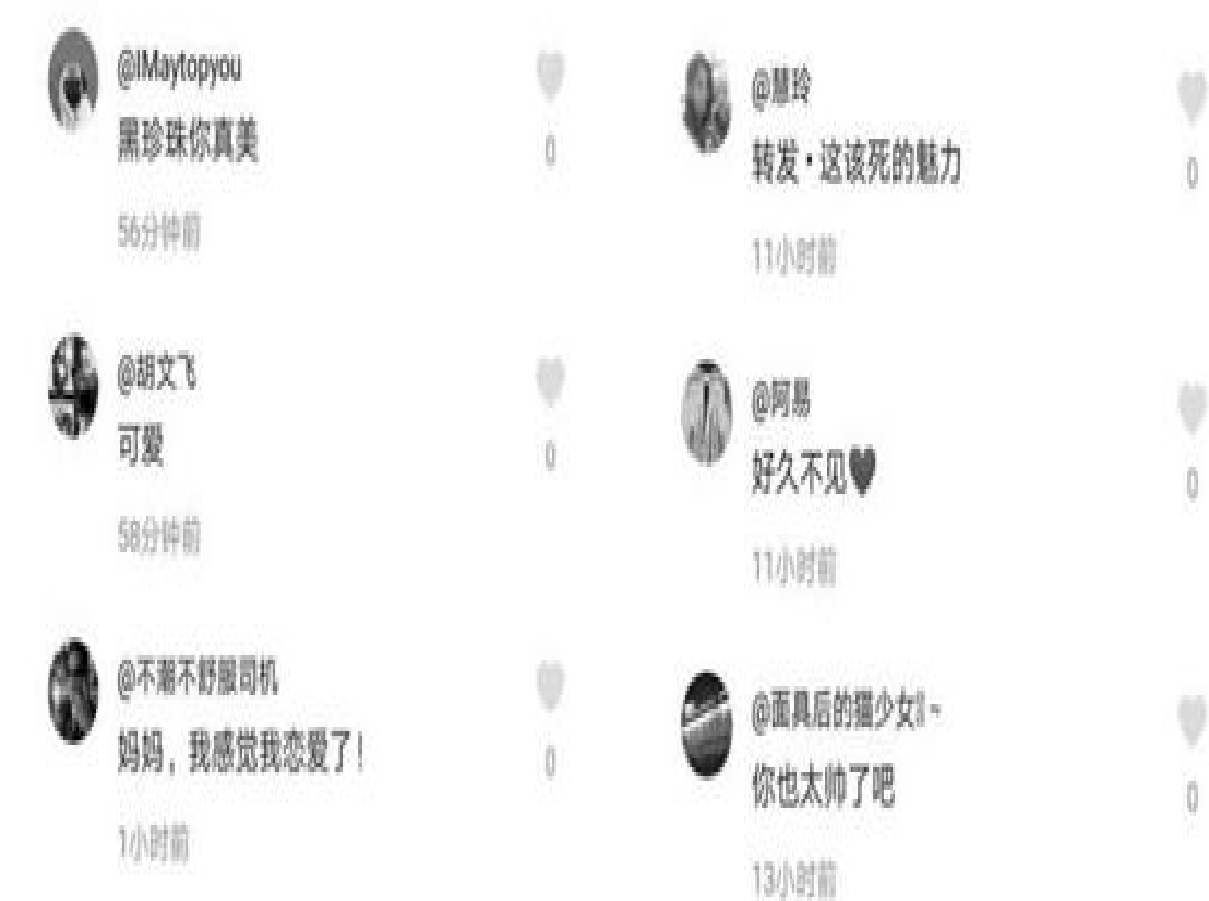 @IMaytopyou
黑珍珠你真美
0
56分钟前
@胡文飞
可爱
0
58分钟前
@不潮不舒服司机
妈妈，我感觉我恋爱了！
0
1小时前
@慧玲
转发·这该死的魅力
0
11小时前
@阿易
好久不见♥
0
11小时前
@面具后的猫少女~
你也太帅了吧
0
13小时前